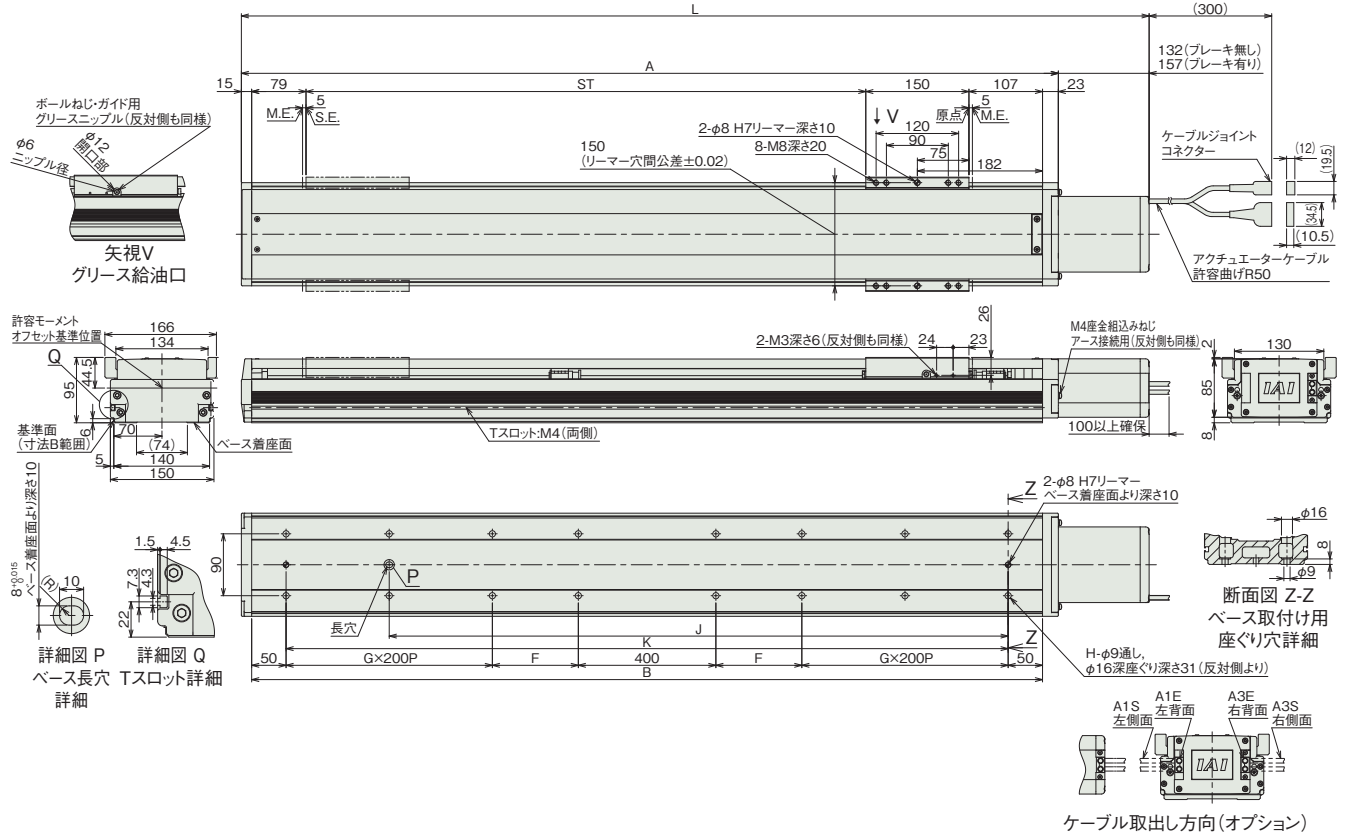 L
(300)
132(ブレーキ無し)
157(ブレーキ有り)
A
15
79
ST
150
107
23
5
M.E.
S.E.
原点
5
M.E.
V
120
90
75
182
2-φ8 H7リーマー深さ10
8-M8深さ20
150
(リーマー穴間公差±0.02)
ボールねじ・ガイド用
グリースニップル(反対側も同様)
φ12
開口部
φ6
ニップル径
矢視V
グリース給油口
ケーブルジョイント
コネクター
(12)
(19.5)
(34.5)
(10.5)
アクチュエーターケーブル
許容曲げR50
許容モーメント
オフセット基準位置
166
134
Q
44.5
95
6
基準面
(寸法B範囲)
70
(74)
5
140
150
ベース着座面
2-M3深さ6(反対側も同様)
24
23
26
Tスロット:M4(両側)
M4座金組込みねじ
アース接続用(反対側も同様)
100以上確保
130
2
85
8
IAI
8+0.015 0
ベース着座面より深さ10
10
(R)
詳細図 P
ベース長穴
詳細
1.5
4.5
7.3
4.3
22
詳細図 Q
Tスロット詳細
90
P
長穴
J
K
50
G×200P
F
400
F
G×200P
50
B
Z
Z
2-φ8 H7リーマー
ベース着座面より深さ10
H-φ9通し,
φ16深座ぐり深さ31(反対側より)
φ16
8
φ9
断面図 Z-Z
ベース取付け用
座ぐり穴詳細
A1S
左側面
A1E
左背面
A3E
右背面
A3S
右側面
IAI
ケーブル取出し方向(オプション)